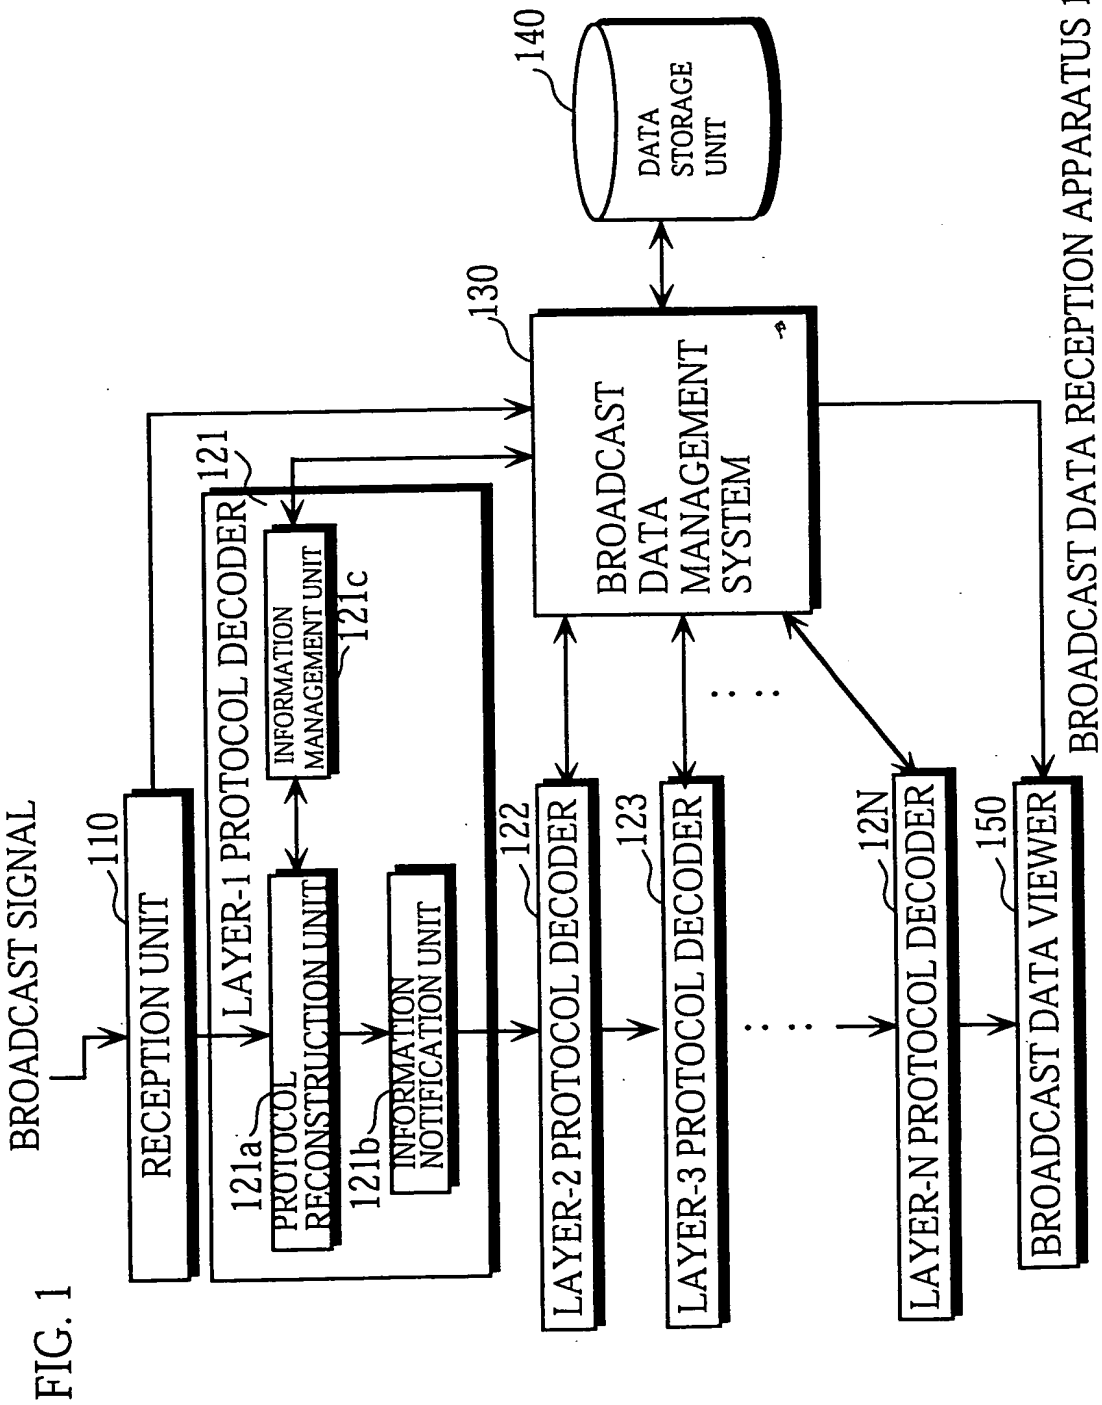 FIG. 1
BROADCAST SIGNAL
110
RECEPTION UNIT
121
LAYER-1 PROTOCOL DECODER
121a
PROTOCOL
RECONSTRUCTION UNIT
INFORMATION
MANAGEMENT UNIT
121c
121b
INFORMATION
NOTIFICATION UNIT
122
LAYER-2 PROTOCOL DECODER
123
LAYER-3 PROTOCOL DECODER
. . . .
. . . .
12N
LAYER-N PROTOCOL DECODER
150
BROADCAST DATA VIEWER
130
BROADCAST
DATA
MANAGEMENT
SYSTEM
140
DATA
STORAGE
UNIT
BROADCAST DATA RECEPTION APPARATUS